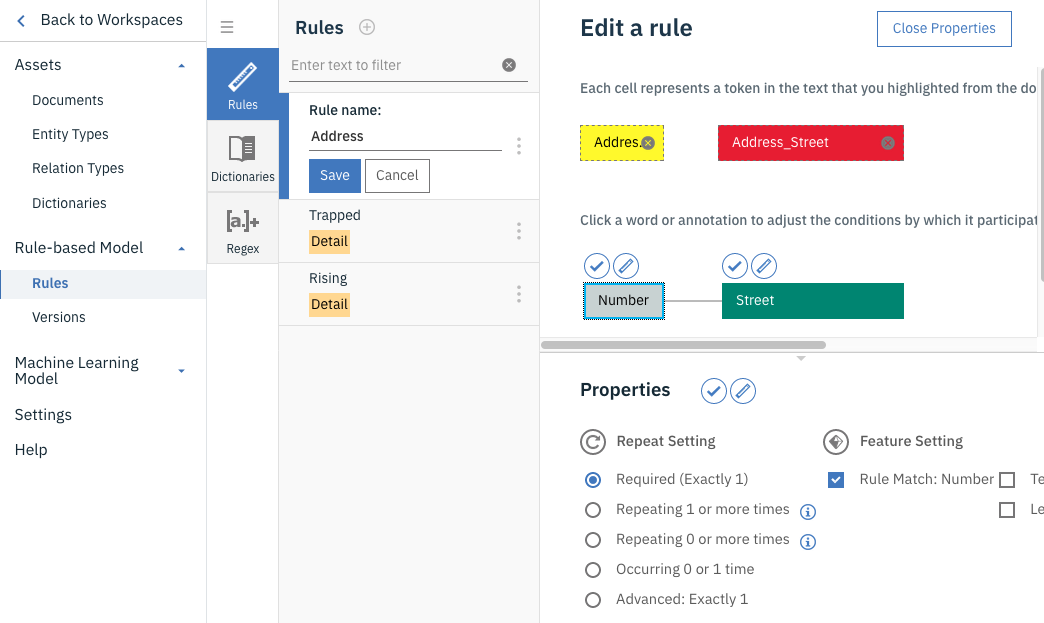 Back to Workspaces
Assets
Documents
Entity Types
Relation Types
Dictionaries
Rule-based Model
Rules
Versions
Machine Learning
Model
Settings
Help
Rules
Dictionaries
[a.]+
Regex
Rules
Enter text to filter
Rule name:
Address
Save
Cancel
Trapped
Detail
Rising
Detail
Edit a rule
Close Properties
Each cell represents a token in the text that you highlighted from the do
Addres.
Address_Street
Click a word or annotation to adjust the conditions by which it participat
Number
Street
Properties
Repeat Setting
Required (Exactly 1)
Repeating 1 or more times
Repeating 0 or more times
Occurring 0 or 1 time
Advanced: Exactly 1
Feature Setting
Rule Match: Number
Te
Le